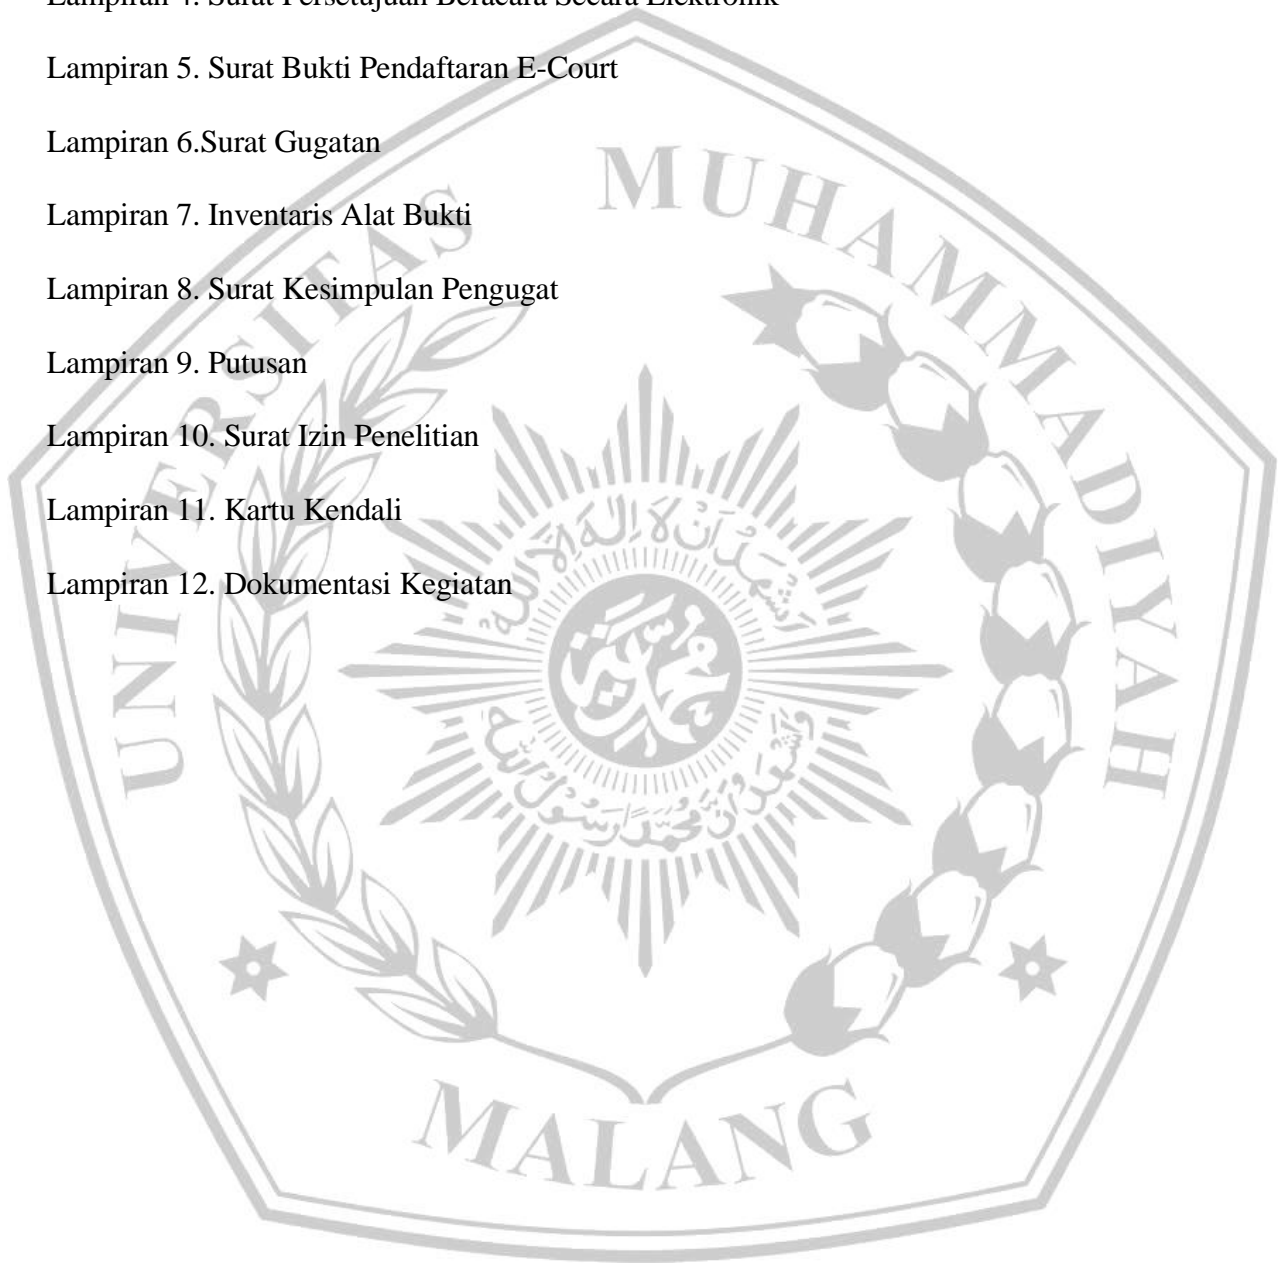 Lampiran 4. Surat Persetujuan Beracara Secara Elektronik
Lampiran 5. Surat Bukti Pendaftaran E-Court
Lampiran 6.Surat Gugatan
Lampiran 7. Inventaris Alat Bukti
Lampiran 8. Surat Kesimpulan Pengugat
Lampiran 9. Putusan
Lampiran 10. Surat Izin Penelitian
Lampiran 11. Kartu Kendali
Lampiran 12. Dokumentasi Kegiatan
UNIVERSITAS MUHAMMADIYAH
MALANG